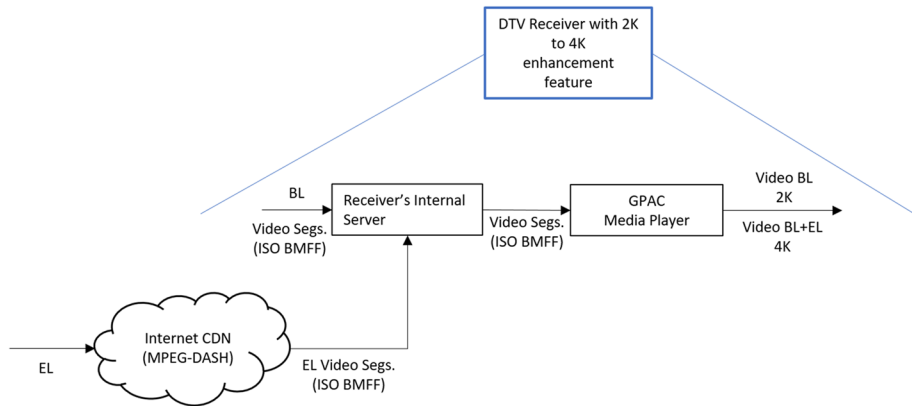 DTV Receiver with 2K
to 4K
enhancement
feature
BL
Video Segs.
(ISO BMFF)
Receiver's Internal
Server
Video Segs.
(ISO BMFF)
GPAC
Media Player
Video BL
2K
Video BL+EL
4K
EL
Internet CDN
(MPEG-DASH)
EL Video Segs.
(ISO BMFF)